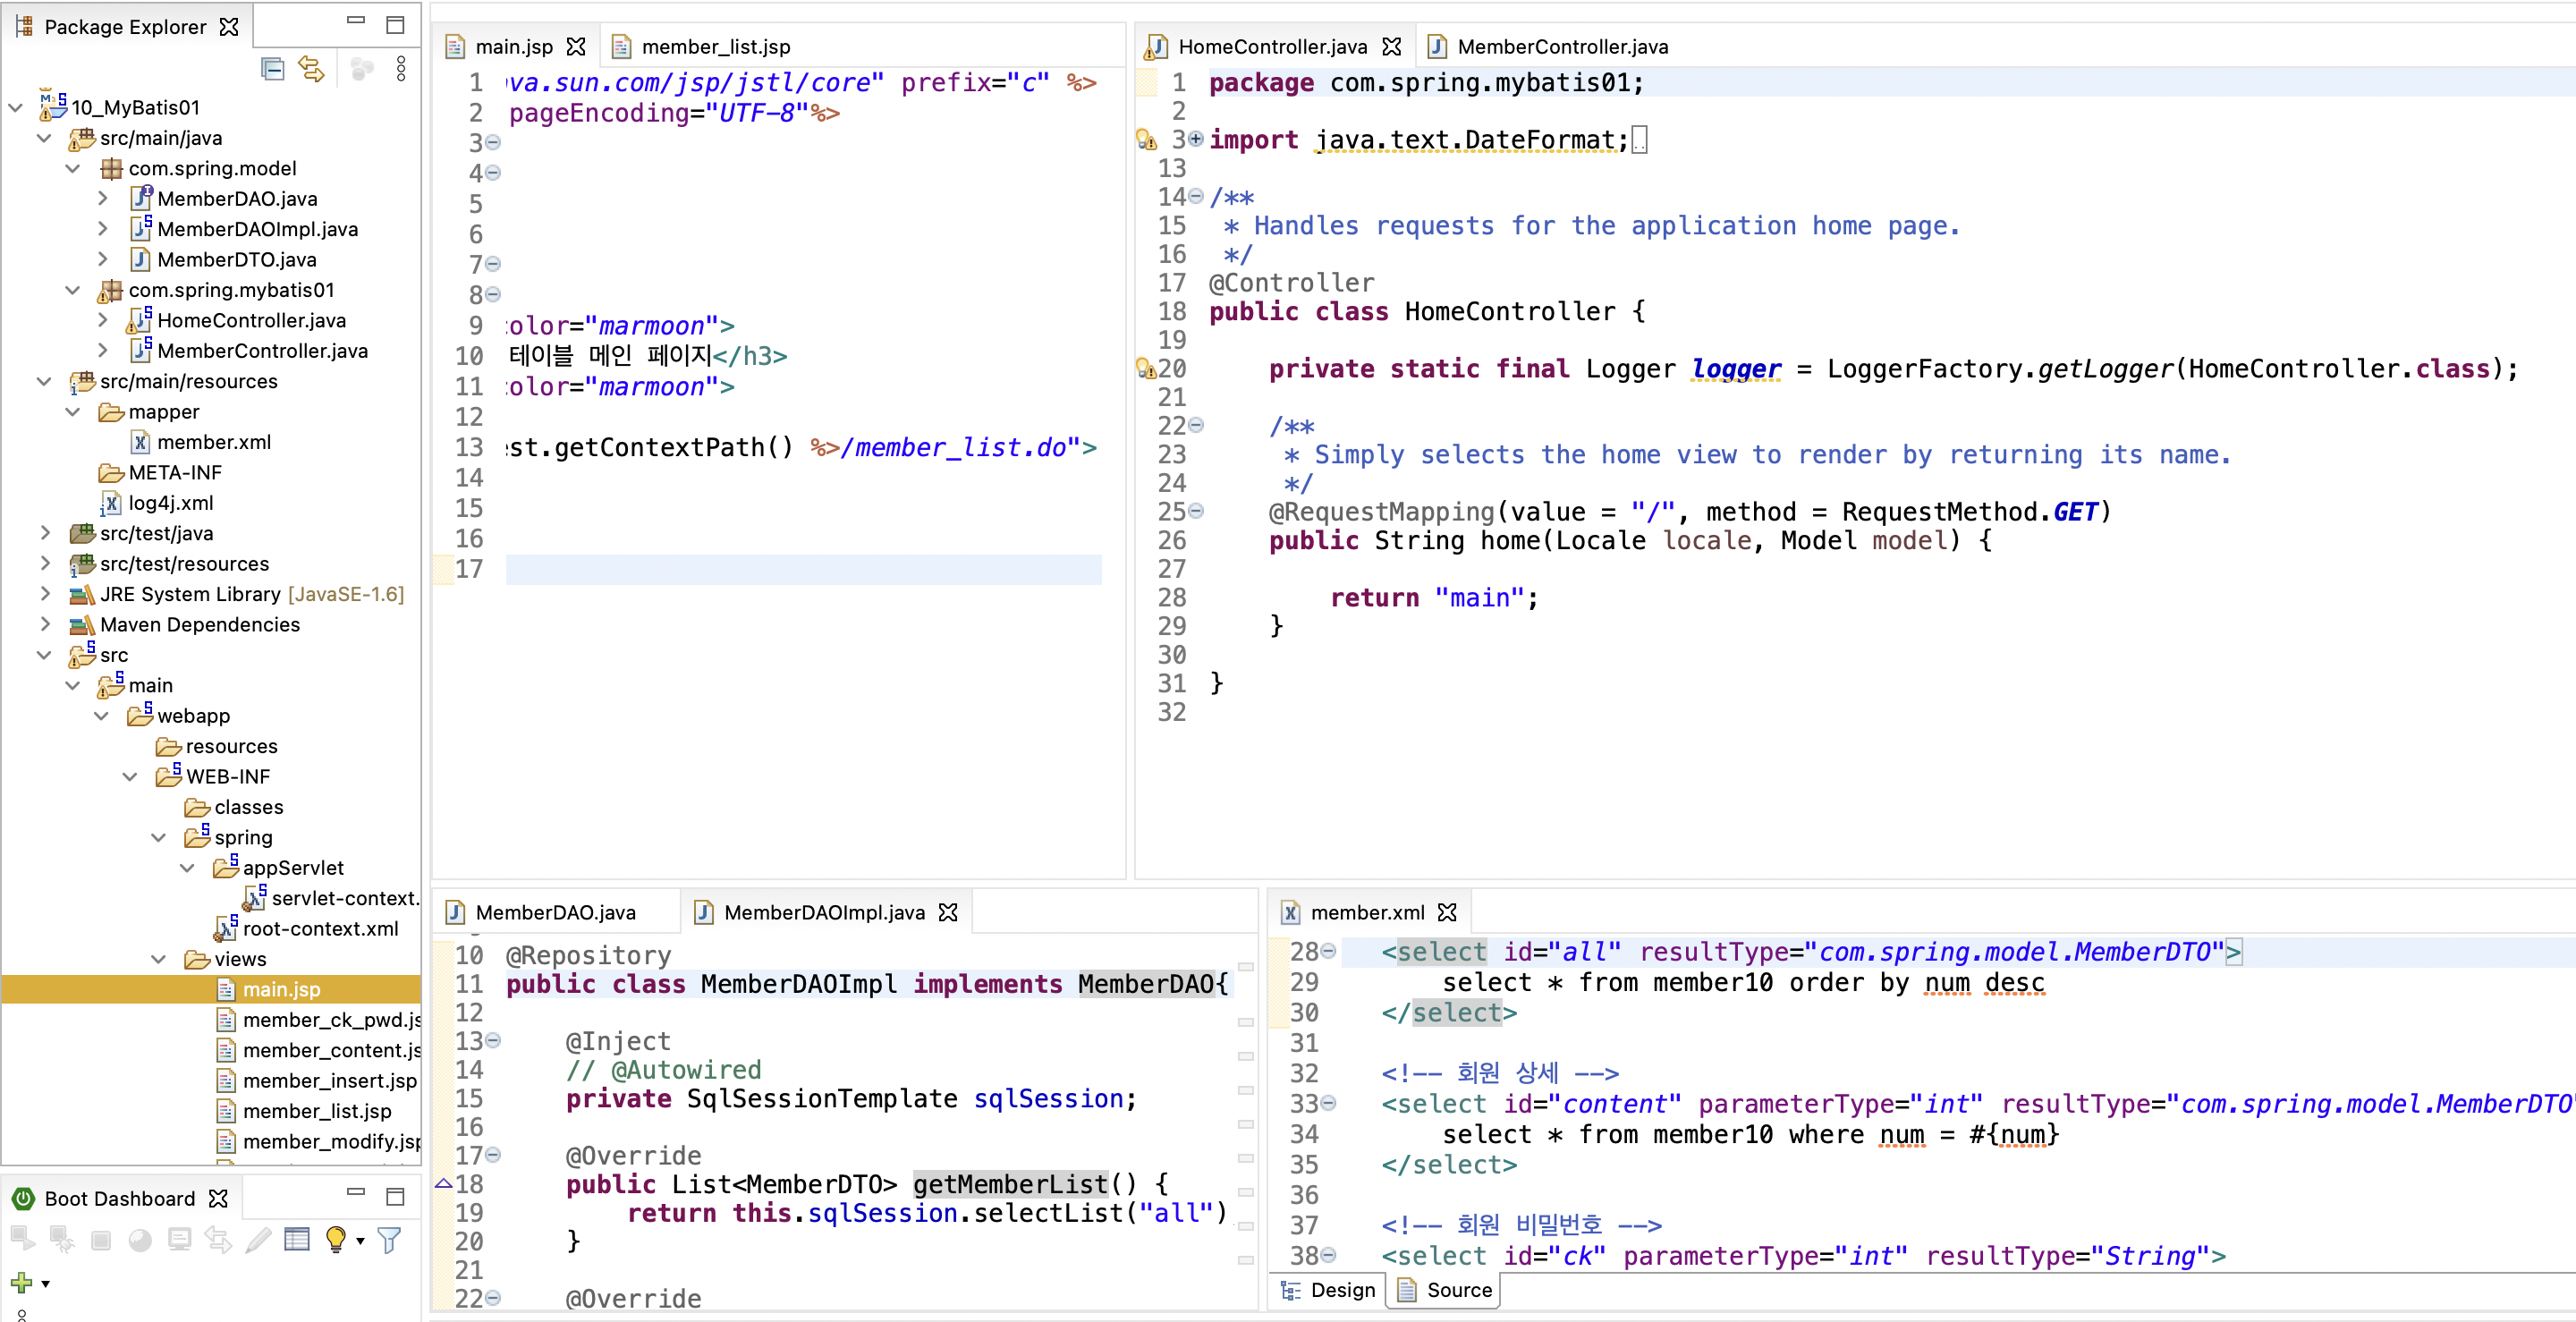 Package Explorer
10_MyBatis01
src/main/java
com.spring.model
MemberDAO.java
MemberDAOImpl.java
MemberDTO.java
com.spring.mybatis01
HomeController.java
MemberController.java
src/main/resources
mapper
member.xml
META-INF
log4j.xml
src/test/java
src/test/resources
JRE System Library [JavaSE-1.6]
Maven Dependencies
src
main
webapp
resources
WEB-INF
classes
spring
appServlet
servlet-context.
root-context.xml
views
main.jsp
member_ck_pwd.js
member_content.js
member_insert.jsp
member_list.jsp
member_modify.jsp
Boot Dashboard
main.jsp
member_list.jsp
1 va.sun.com/jsp/jstl/core" prefix="c" %>
2 pageEncoding="UTF-8"%>
3
4
5
6
7
8
9 color="marmoon">
10 테이블 메인 페이지</h3>
11 color="marmoon">
12
13 est.getContextPath() %>/member_list.do">
14
15
16
17
HomeController.java
MemberController.java
1 package com.spring.mybatis01;
2
3 import java.text.DateFormat;
13
14 /**
15 * Handles requests for the application home page.
16 */
17 @Controller
18 public class HomeController {
19
20 private static final Logger logger = LoggerFactory.getLogger(HomeController.class);
21
22 /**
23 * Simply selects the home view to render by returning its name.
24 */
25 @RequestMapping(value = "/", method = RequestMethod.GET)
26 public String home(Locale locale, Model model) {
27
28 return "main";
29 }
30
31 }
32
MemberDAO.java
MemberDAOImpl.java
10 @Repository
11 public class MemberDAOImpl implements MemberDAO{
12
13 @Inject
14 // @Autowired
15 private SqlSessionTemplate sqlSession;
16
17 @Override
18 public List<MemberDTO> getMemberList() {
19 return this.sqlSession.selectList("all")
20 }
21
22 @Override
member.xml
28 <select id="all" resultType="com.spring.model.MemberDTO">
29 select * from member10 order by num desc
30 </select>
31
32 <!-- 회원 상세 -->
33 <select id="content" parameterType="int" resultType="com.spring.model.MemberDTO"
34 select * from member10 where num = #{num}
35 </select>
36
37 <!-- 회원 비밀번호 -->
38 <select id="ck" parameterType="int" resultType="String">
Design
Source